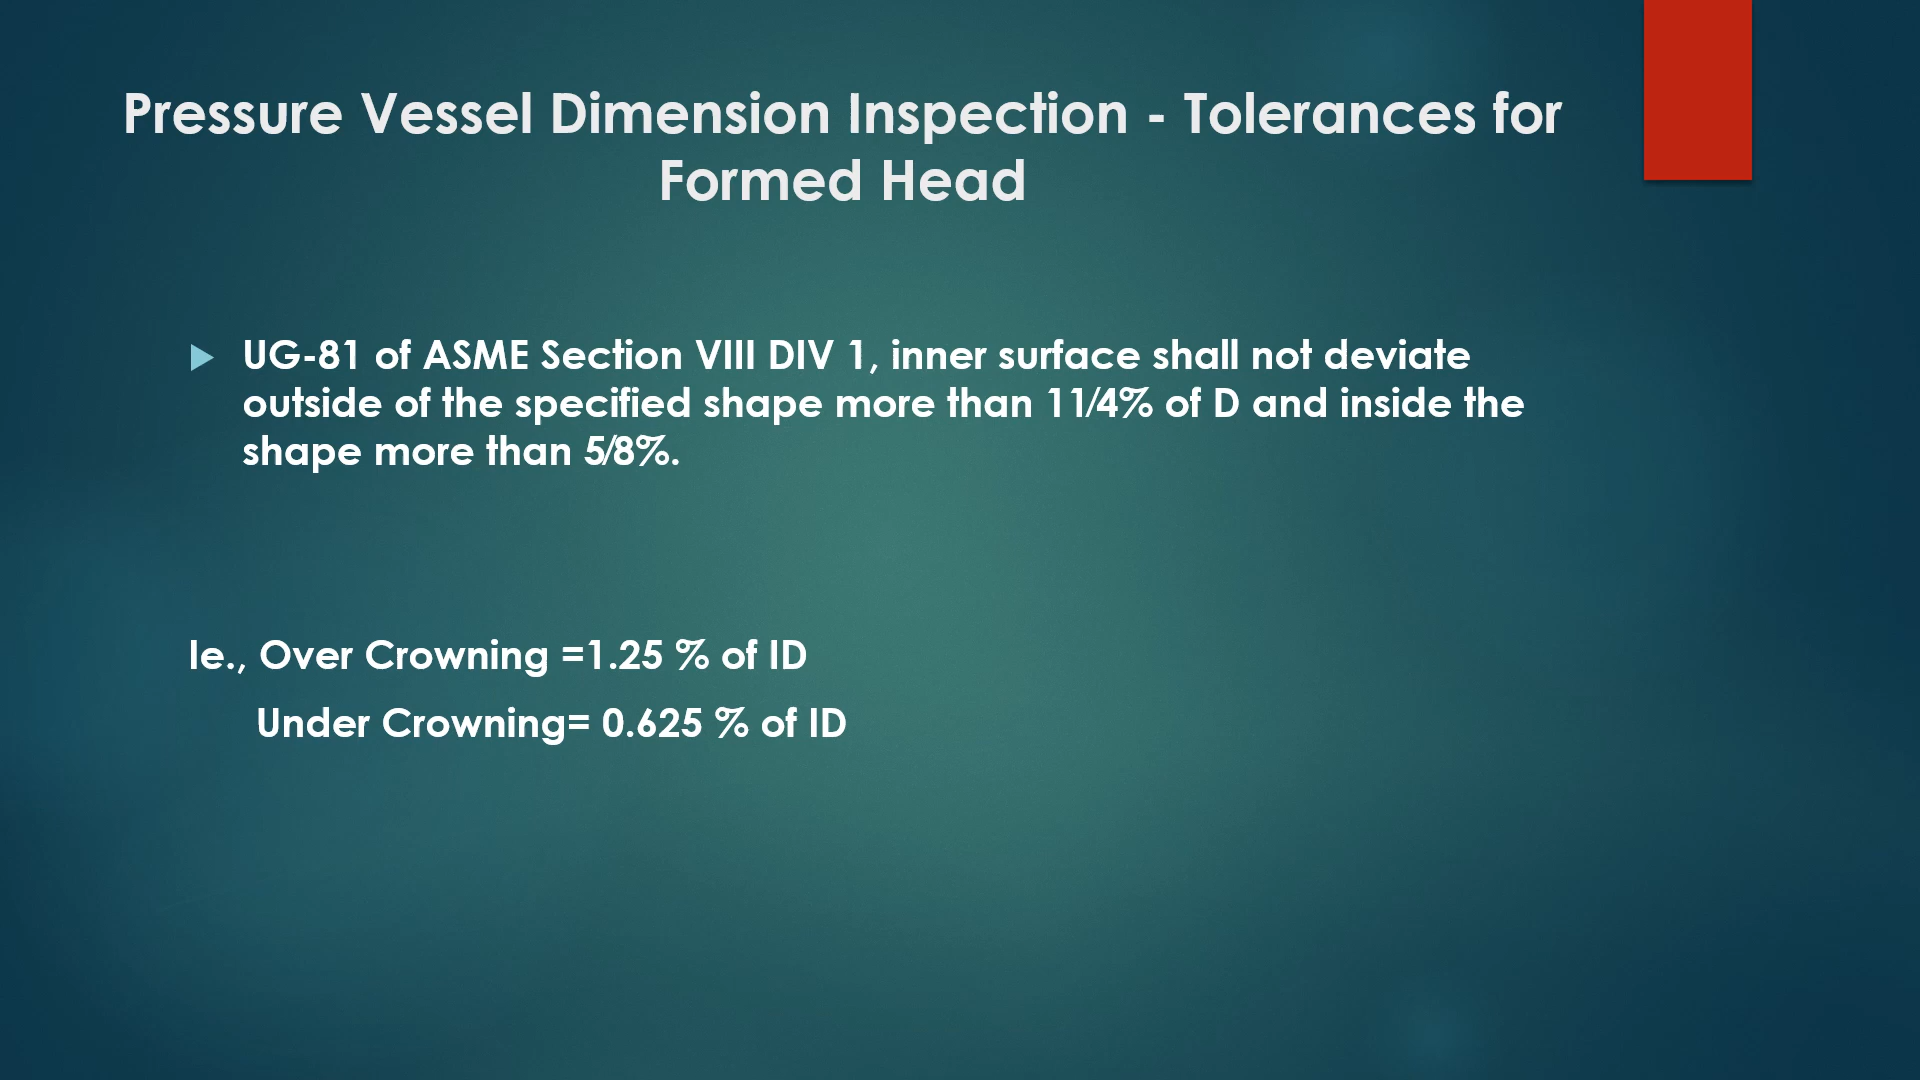 Pressure Vessel Dimension Inspection - Tolerances for
Formed Head
UG-81 of ASME Section VIII DIV 1, inner surface shall not deviate
outside of the specified shape more than 11/4% of D and inside the
shape more than 5/8%.
Ie., Over Crowning =1.25 % of ID
Under Crowning= 0.625 % of ID